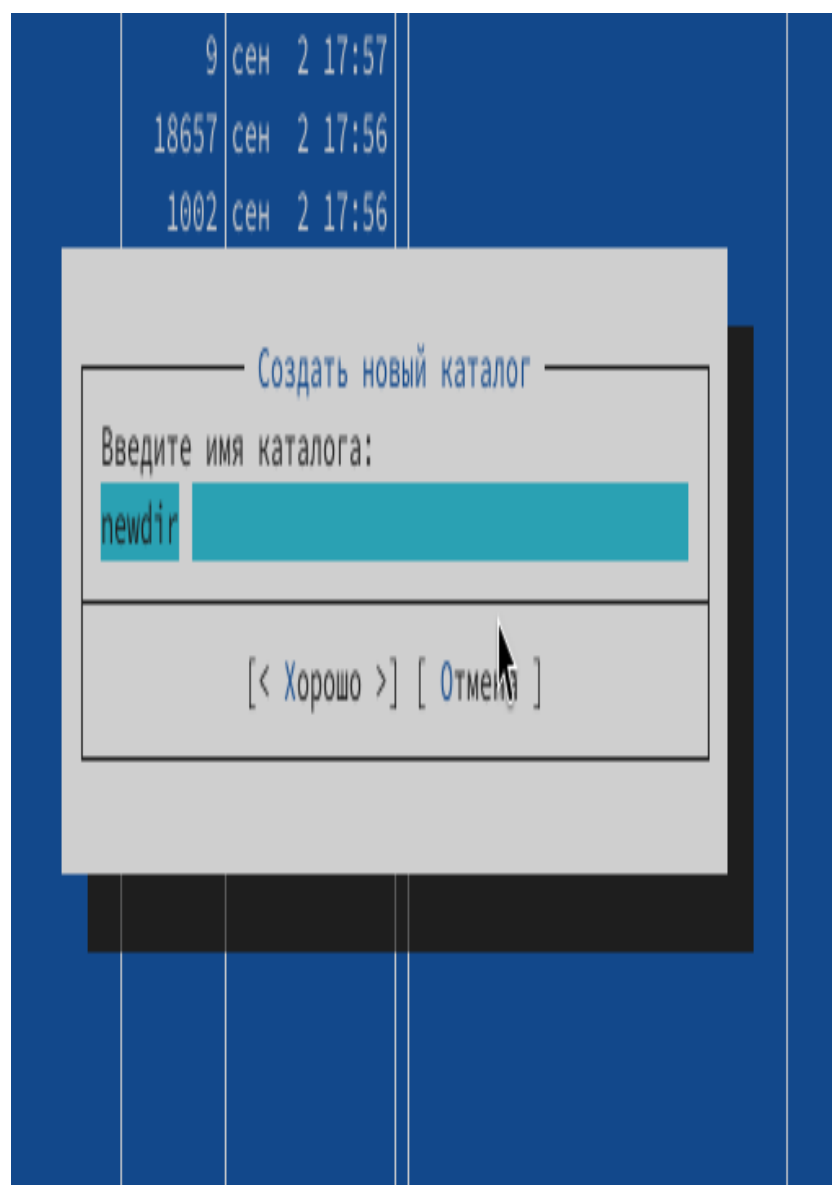 9 сен 2 17:57
18657 сен 2 17:56
1002 сен 2 17:56
Создать новый каталог
Введите имя каталога:
newdir
[< Хорошо >] [ Отмена ]